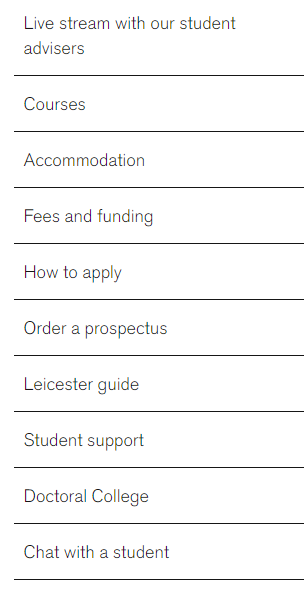 Live stream with our student
advisers
Courses
Accommodation
Fees and funding
How to apply
Order a prospectus
Leicester guide
Student support
Doctoral College
Chat with a student